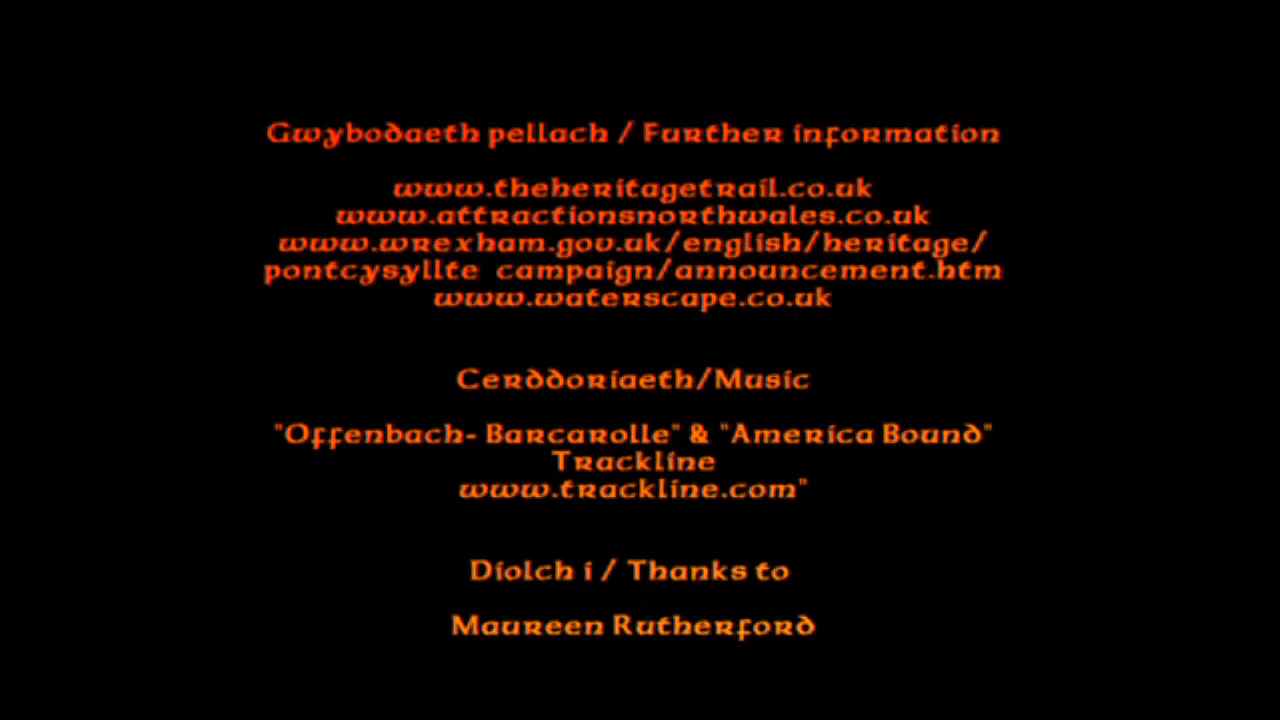 Gwybodaeth pellach / Further information
www.theheritagetrail.co.uk
www.attractionsnorthwales.co.uk
www.wrexham.gov.uk/english/heritage/
pontcysyllte campaign/announcement.htm
www.waterscape.co.uk
Cerddoriaeth/Music
"Offenbach- Barcarolle" & "America Bound"
Trackline
www.trackline.com"
Diolch i / Thanks to
Maureen Rutherford